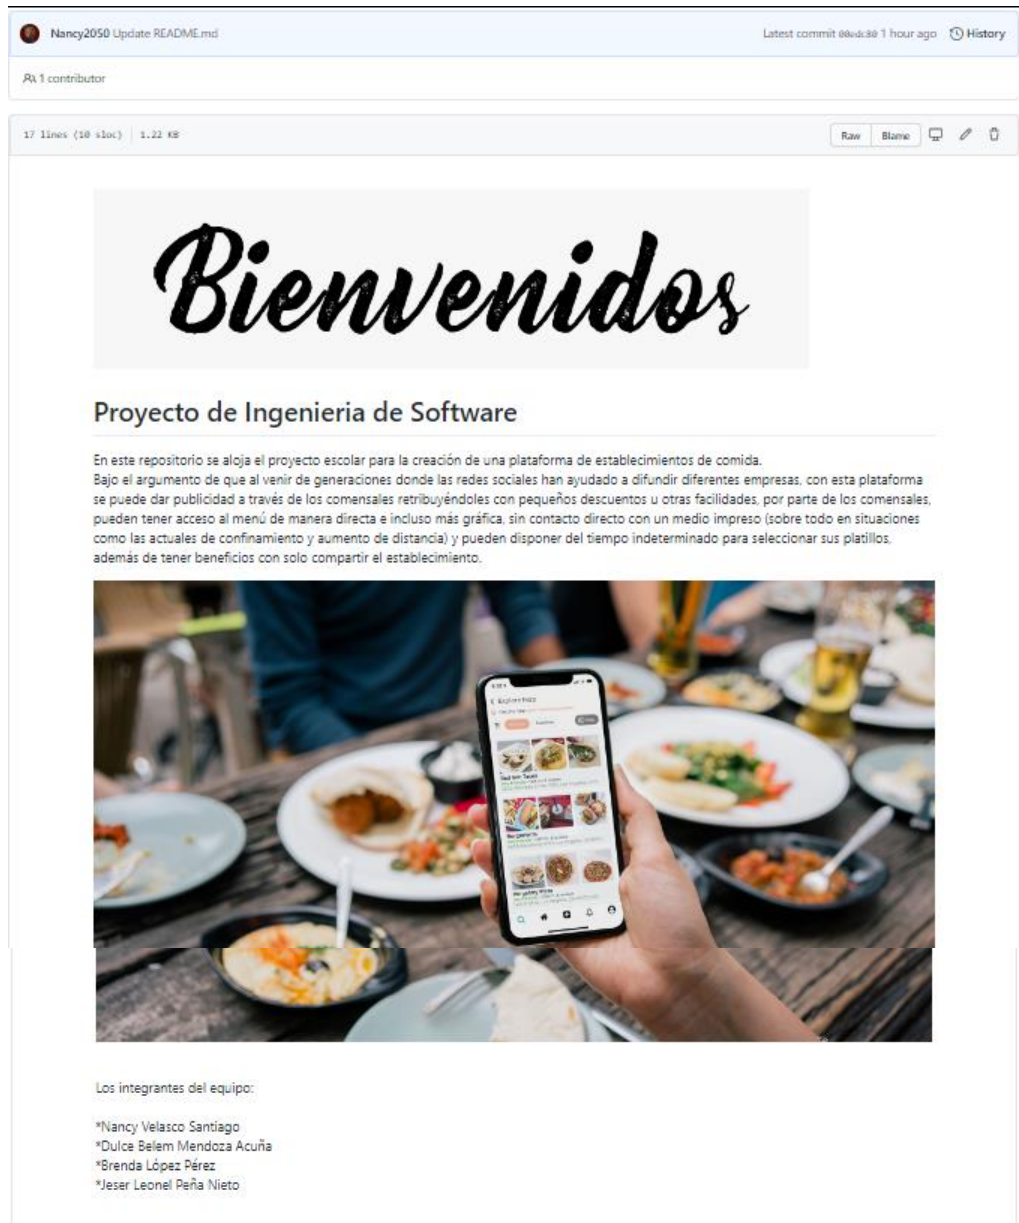 Nancy2050 Update README.md
Latest commit 1 hour ago History
1 contributor
17 lines (10 sloc) 1.22 KB
Raw Blame
Bienvenidos
Proyecto de Ingenieria de Software
En este repositorio se aloja el proyecto escolar para la creación de una plataforma de establecimientos de comida.
Bajo el argumento de que al venir de generaciones donde las redes sociales han ayudado a difundir diferentes empresas, con esta plataforma
se puede dar publicidad a través de los comensales retribuyéndoles con pequeños descuentos u otras facilidades, por parte de los comensales,
pueden tener acceso al menú de manera directa e incluso más gráfica, sin contacto directo con un medio impreso (sobre todo en situaciones
como las actuales de confinamiento y aumento de distancia) y pueden disponer del tiempo indeterminado para seleccionar sus platillos,
además de tener beneficios con solo compartir el establecimiento.
Los integrantes del equipo:
*Nancy Velasco Santiago
*Dulce Belem Mendoza Acuña
*Brenda López Pérez
*Jeser Leonel Peña Nieto